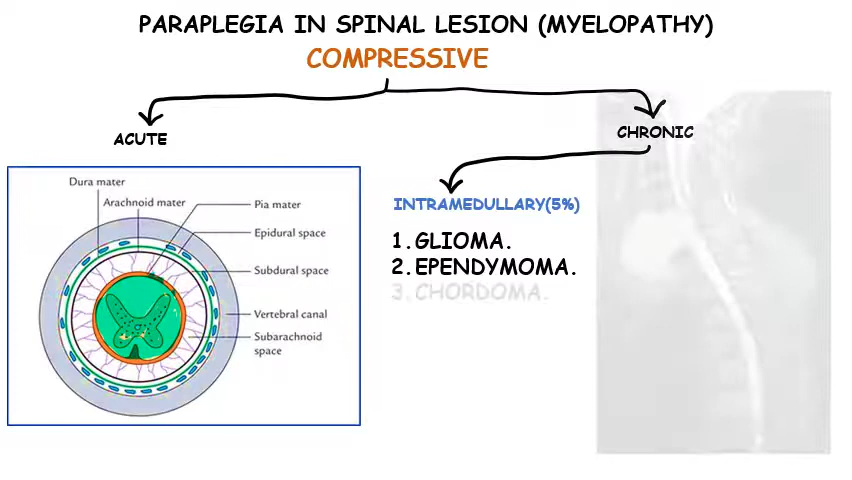 PARAPLEGIA IN SPINAL LESION (MYELOPATHY)
COMPRESSIVE
ACUTE
CHRONIC
Dura mater
Arachnoid mater
Pia mater
Epidural space
Subdural space
Vertebral canal
Subarachnoid
space
INTRAMEDULLARY(5%)
1. GLIOMA.
2. EPENDYMOMA.
3. CHORDOMA.